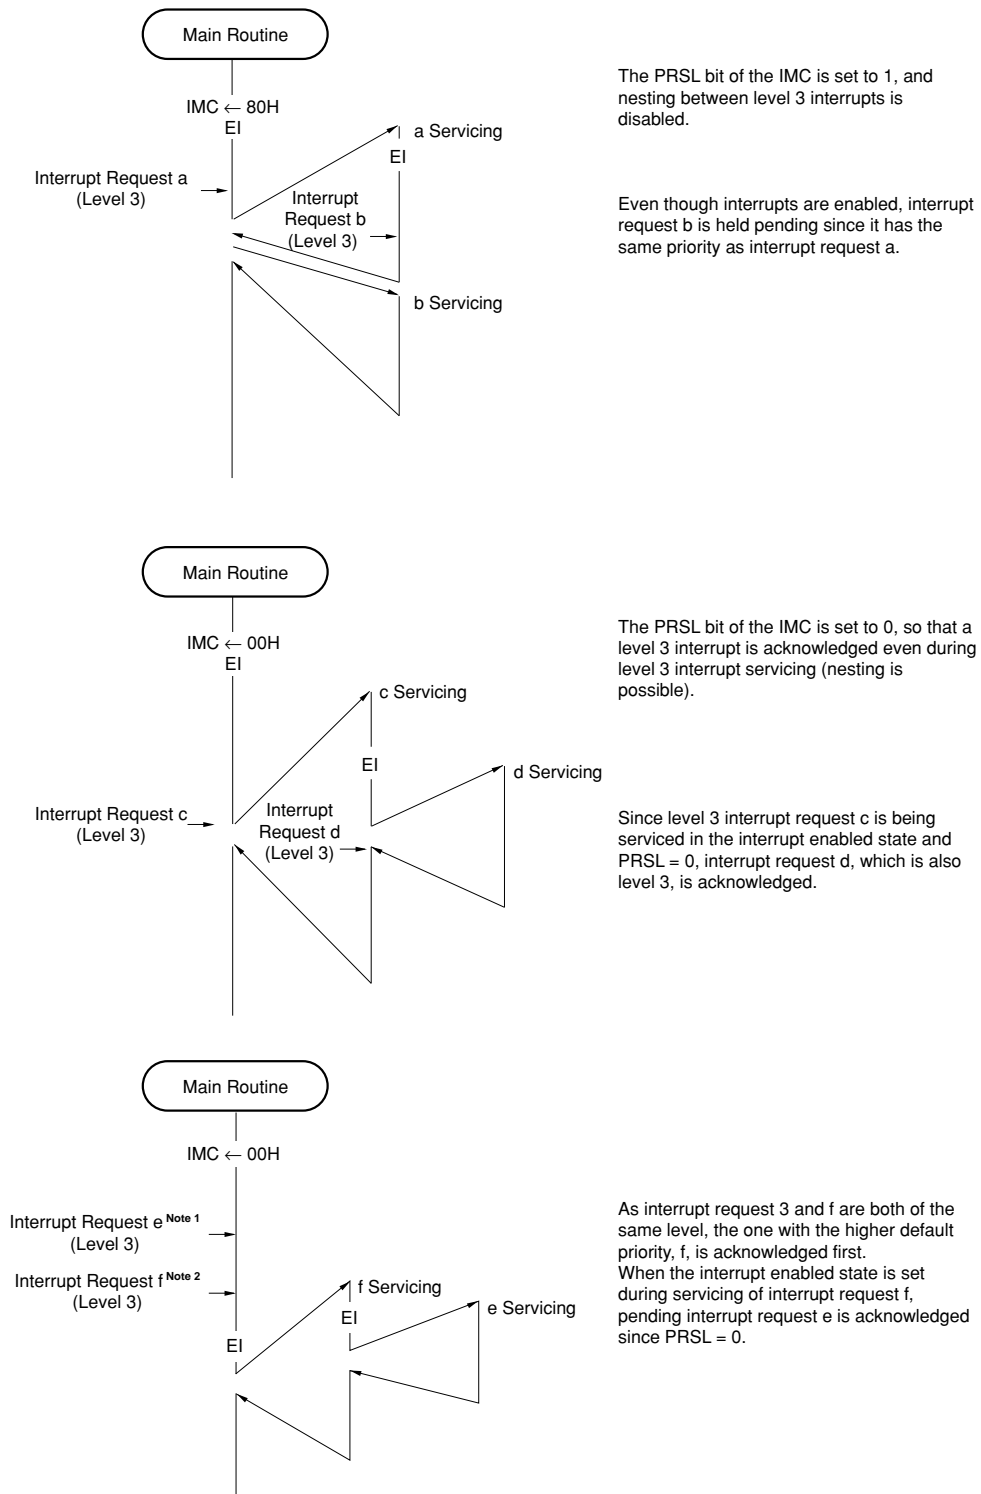 Main Routine
IMC ← 80H
EI
Interrupt Request a
(Level 3)
a Servicing
EI
Interrupt
Request b
(Level 3)
b Servicing
The PRSL bit of the IMC is set to 1, and
nesting between level 3 interrupts is
disabled.
Even though interrupts are enabled, interrupt
request b is held pending since it has the
same priority as interrupt request a.
Main Routine
IMC ← 00H
EI
Interrupt Request c
(Level 3)
c Servicing
EI
Interrupt
Request d
(Level 3)
d Servicing
The PRSL bit of the IMC is set to 0, so that a
level 3 interrupt is acknowledged even during
level 3 interrupt servicing (nesting is
possible).
Since level 3 interrupt request c is being
serviced in the interrupt enabled state and
PRSL = 0, interrupt request d, which is also
level 3, is acknowledged.
Main Routine
IMC ← 00H
Interrupt Request e Note 1
(Level 3)
Interrupt Request f Note 2
(Level 3)
EI
f Servicing
EI
e Servicing
As interrupt request 3 and f are both of the
same level, the one with the higher default
priority, f, is acknowledged first.
When the interrupt enabled state is set
during servicing of interrupt request f,
pending interrupt request e is acknowledged
since PRSL = 0.